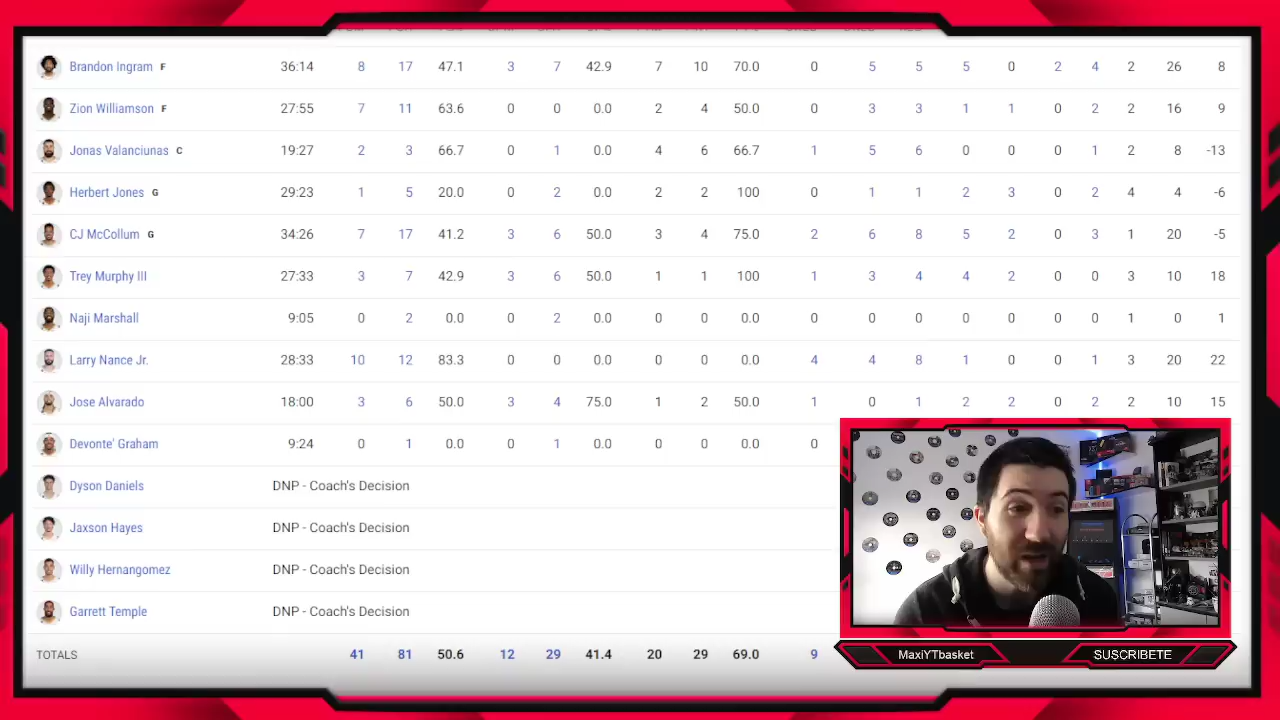 Brandon Ingram F 36:14 8 17 47.1 3 7 42.9 7 10 70.0 0 5 5 5 0 2 4 2 26 8
Zion Williamson F 27:55 7 11 63.6 0 0 0.0 2 4 50.0 0 3 3 1 1 0 2 2 16 9
Jonas Valanciunas C 19:27 2 3 66.7 0 1 0.0 4 6 66.7 1 5 6 0 0 0 1 2 8 -13
Herbert Jones G 29:23 1 5 20.0 0 2 0.0 2 2 100 0 1 1 2 3 0 2 4 4 -6
CJ McCollum G 34:26 7 17 41.2 3 6 50.0 3 4 75.0 2 6 8 5 2 0 3 1 20 -5
Trey Murphy III 27:33 3 7 42.9 3 6 50.0 1 1 100 1 3 4 4 2 0 0 3 10 18
Naji Marshall 9:05 0 2 0.0 0 2 0.0 0 0 0.0 0 0 0 0 0 0 0 1 0 1
Larry Nance Jr. 28:33 10 12 83.3 0 0 0.0 0 0 0.0 4 4 8 1 0 0 1 3 20 22
Jose Alvarado 18:00 3 6 50.0 3 4 75.0 1 2 50.0 1 0 1 2 2 0 2 2 10 15
Devonte' Graham 9:24 0 1 0.0 0 1 0.0 0 0 0.0 0
Dyson Daniels DNP - Coach's Decision
Jaxson Hayes DNP - Coach's Decision
Willy Hernangomez DNP - Coach's Decision
Garrett Temple DNP - Coach's Decision
TOTALS 41 81 50.6 12 29 41.4 20 29 69.0 9
MaxiYTbasket SUSCRIBETE